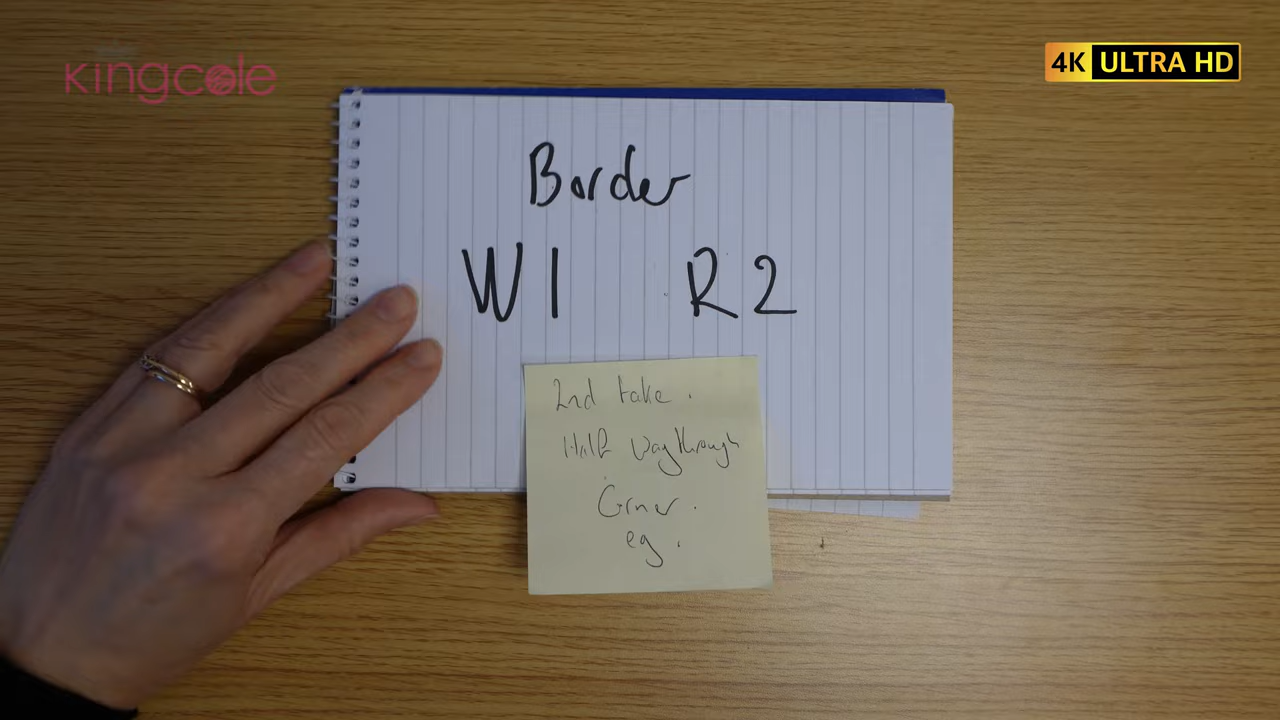 kingcole
4K ULTRA HD
Border
W1 R2
2nd take.
Half way through
Corner.
eg.